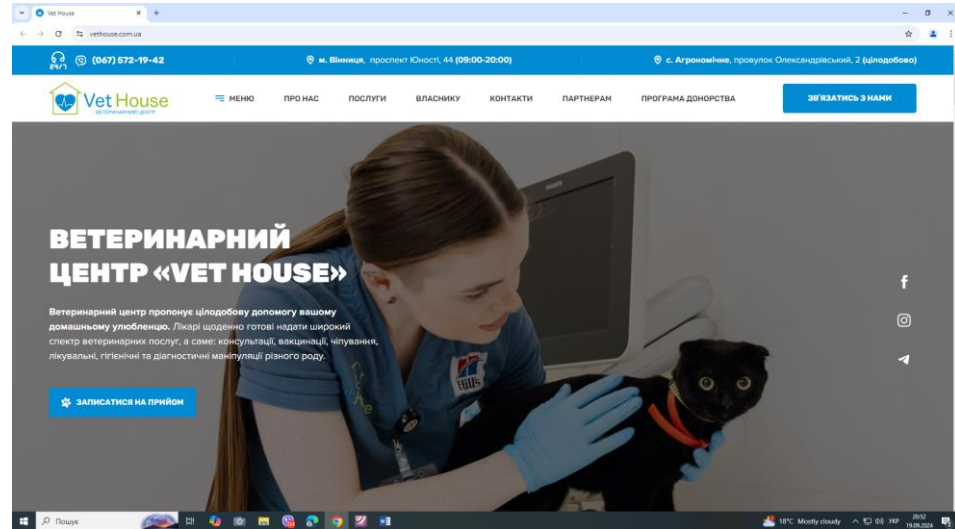 Vet House
vethouse.com.ua
24/7
(067) 572-19-42
м. Вінниця, проспект Юності, 44 (09:00-20:00)
с. Агрономічне, провулок Олександрівський, 2 (цілодобово)
Vet House
ВЕТЕРИНАРНИЙ ЦЕНТР
МЕНЮ
ПРО НАС
ПОСЛУГИ
ВЛАСНИКУ
КОНТАКТИ
ПАРТНЕРАМ
ПРОГРАМА ДОНОРСТВА
ЗВ'ЯЗАТИСЬ З НАМИ
ВЕТЕРИНАРНИЙ
ЦЕНТР «VET HOUSE»
Ветеринарний центр пропонує цілодобову допомогу вашому
домашньому улюбленцю. Лікарі щоденно готові надати широкий
спектр ветеринарних послуг, а саме: консультації, вакцинації, чіпування,
лікувальні, гігієнічні та діагностичні маніпуляції різного роду.
ЗАПИСАТИСЯ НА ПРИЙОМ
Hill's
Пошук
18°C Mostly cloudy
УКР
20:52
19.09.2024